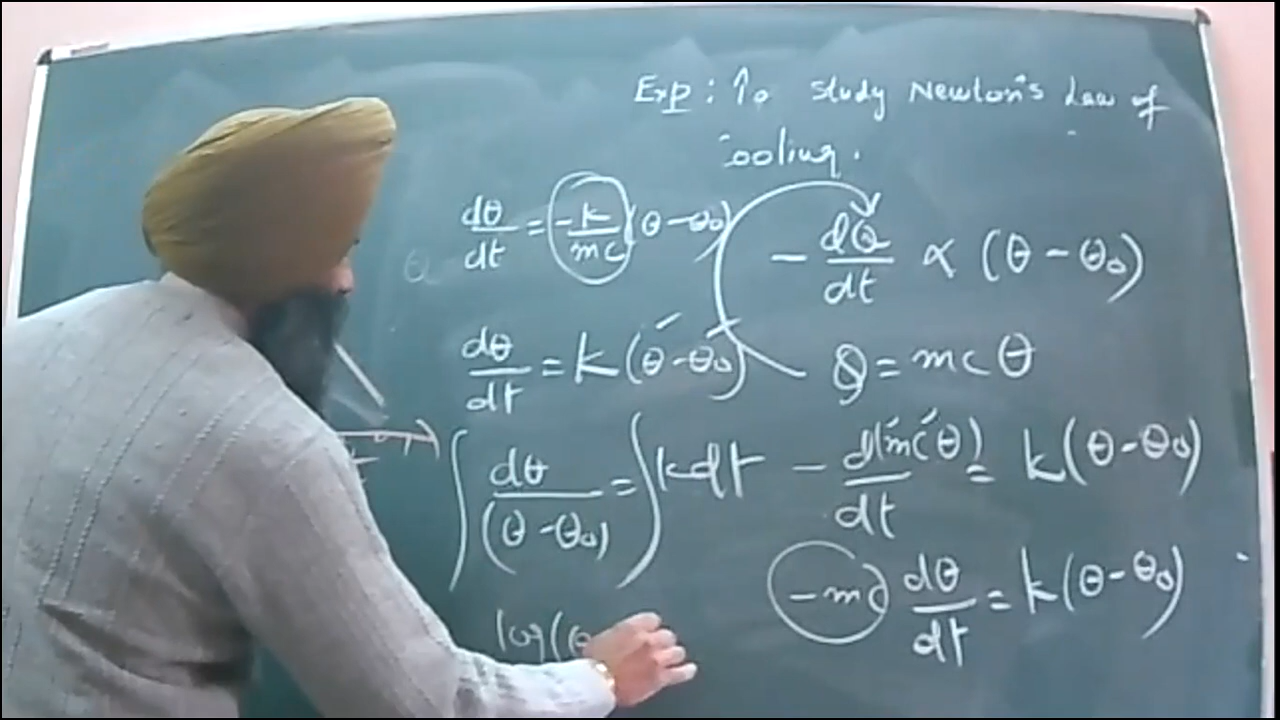 Exp: To Study Newton's Law of
Cooling.
- dQ/dt ∝ (θ - θ₀)
Q = mcθ
- d(mcθ)/dt = k(θ - θ₀)
-mc dθ/dt = k(θ - θ₀)
dθ/dt = -k/mc (θ - θ₀)
dθ/dt = k(θ - θ₀)
∫ dθ/(θ - θ₀) = ∫ k dt
log(θ